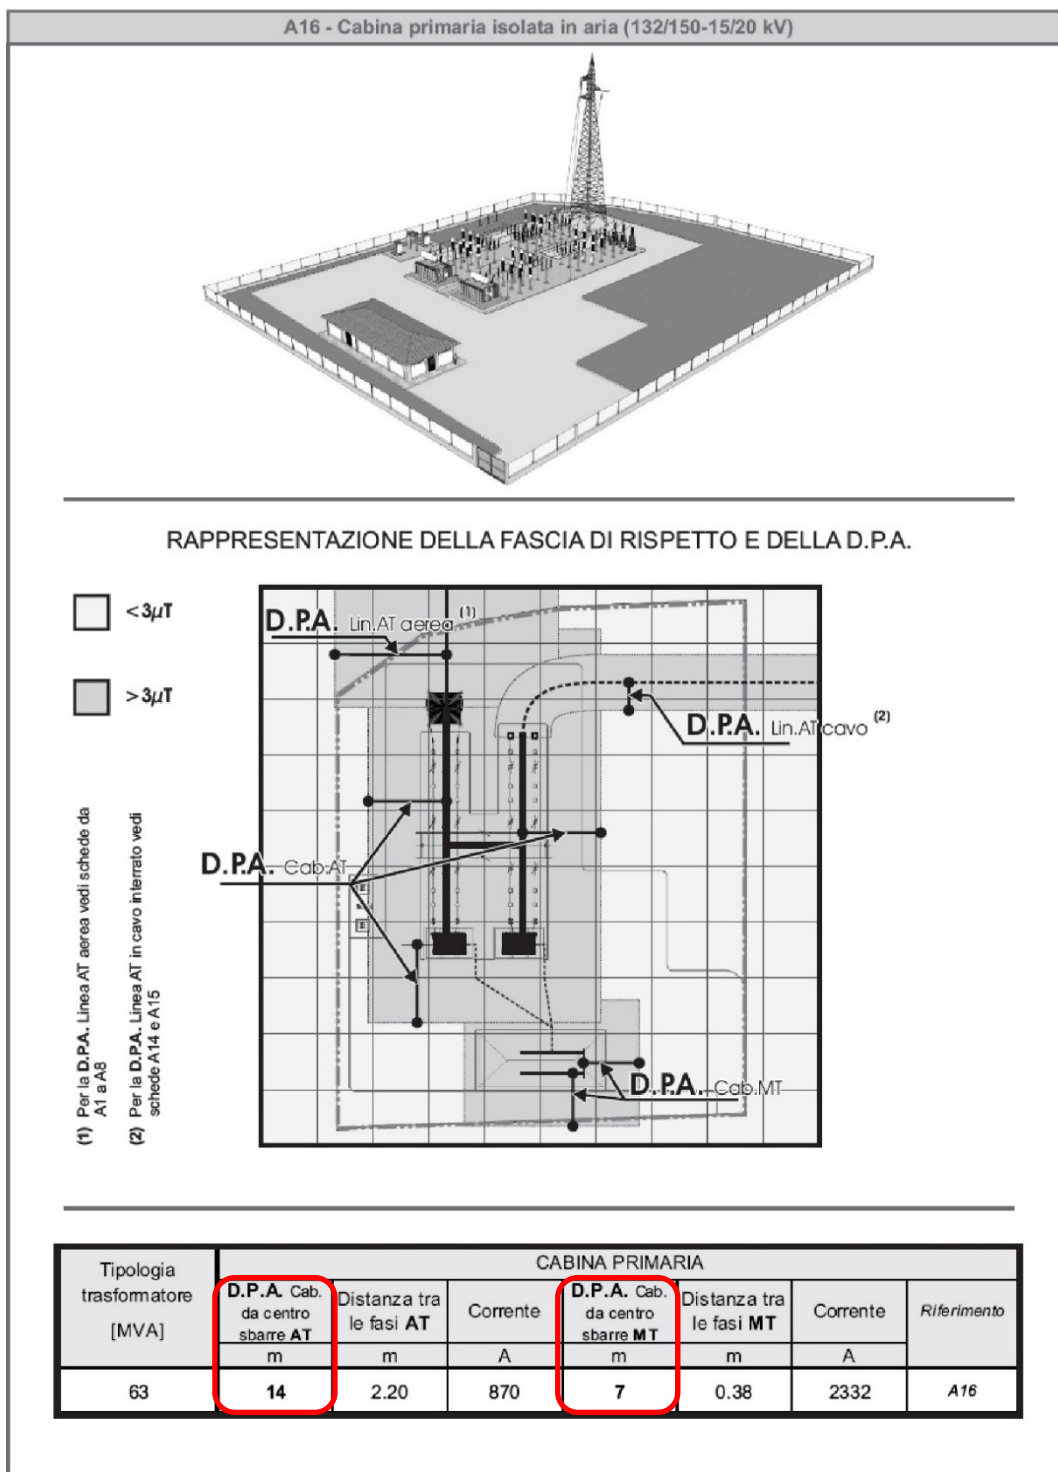 A16 - Cabina primaria isolata in aria (132/150-15/20 kV)
RAPPRESENTAZIONE DELLA FASCIA DI RISPETTO E DELLA D.P.A.
<3µT
>3µT
D.P.A. Lin.AT aerea (1)
D.P.A. Lin.AT cavo (2)
D.P.A. Cab.AT
D.P.A. Cab.MT
(1) Per la D.P.A. Linea AT aerea vedi schede da
A1 a A8
(2) Per la D.P.A. Linea AT in cavo interrato vedi
schede A14 e A15
Tipologia
trasformatore
[MVA]
CABINA PRIMARIA
D.P.A. Cab.
da centro
sbarre AT
Distanza tra
le fasi AT
Corrente
D.P.A. Cab.
da centro
sbarre MT
Distanza tra
le fasi MT
Corrente
Riferimento
m m A m m A
63 14 2.20 870 7 0.38 2332 A16